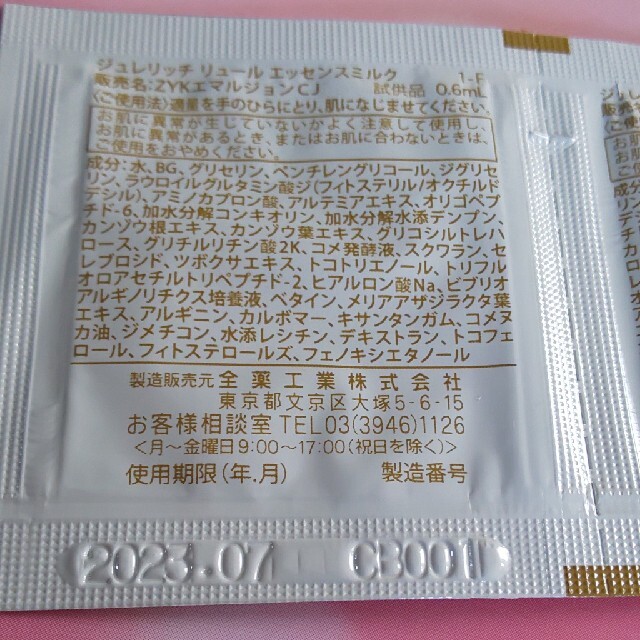 ジュレリッチ リュール エッセンスミルク 1-F
販売名:ZYKエマルジョンCJ 試供品 0.6mL
〈ご使用法〉適量を手のひらにとり、肌になじませてください。
お肌に異常が生じていないかよく注意して使用し、
お肌に異常があるとき、またはお肌に合わないときは、
ご使用をおやめください。
成分:水、BG、グリセリン、ペンチレングリコール、ジグリセ
リン、ラウロイルグルタミン酸ジ(フィトステリル/オクチルド
デシル)、アミノカプロン酸、アルテミアエキス、オリゴペプ
チド-6、加水分解コンキオリン、加水分解水添デンプン、
カンゾウ根エキス、カンゾウ葉エキス、グリコシルトレハ
ロース、グリチルリチン酸2K、コメ発酵液、スクワラン、セ
レブロシド、ツボクサエキス、トコトリエノール、トリフル
オロアセチルトリペプチド-2、ヒアルロン酸Na、ビブリオ
アルギノリチクス培養液、ベタイン、メリアアザジラクタ葉
エキス、アルギニン、カルボマー、キサンタンガム、コメヌ
カ油、ジメチコン、水添レシチン、デキストラン、トコフェ
ロール、フィトステロールズ、フェノキシエタノール
製造販売元 全薬工業株式会社
東京都文京区大塚5-6-15
お客様相談室 TEL03(3946)1126
<月~金曜日9:00~17:00(祝日を除く)>
使用期限(年.月) 製造番号
2023.07 CB001